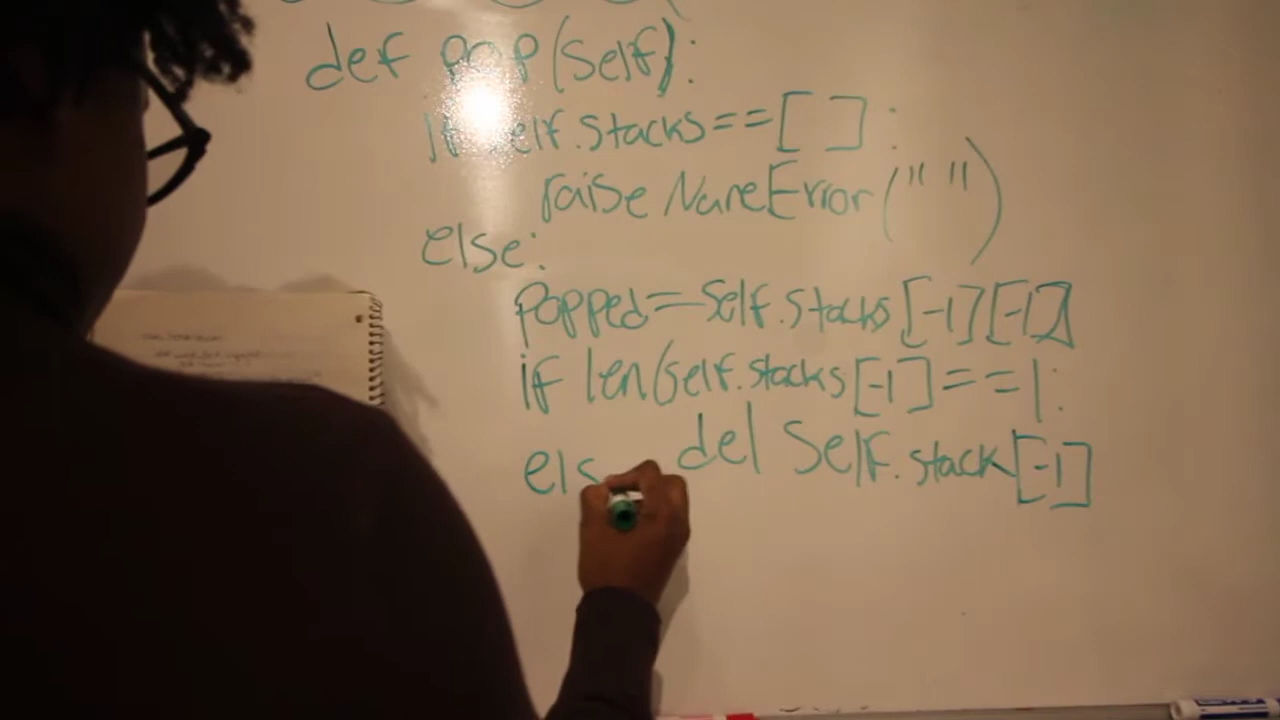 def pop(self):
if self.stacks==[ ]:
raise NameError(" ")
else:
popped=self.stacks[-1][-1]
if len(self.stacks[-1]==1:
del self.stack[-1]
els